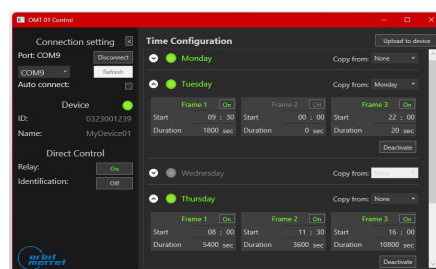 OMT 01 Control
Connection setting <
Port: COM9 Disconnect
COM9 Refresh
Auto connect:
Device
ID: 0323001239
Name: MyDevice01
Direct Control
Relay: On
Identification: Off
orbit
merret
Time Configuration Upload to device
Monday Copy from: None
Tuesday Copy from: Monday
Frame 1 On Frame 2 Off Frame 3 On
Start 09 : 30 Start 00 : 00 Start 22 : 00
Duration 1800 sec Duration 0 sec Duration 20 sec
Deactivate
Wednesday Copy from: None
Thursday Copy from: None
Frame 1 On Frame 2 On Frame 3 On
Start 08 : 00 Start 11 : 30 Start 16 : 00
Duration 5400 sec Duration 3600 sec Duration 10800 sec
Deactivate